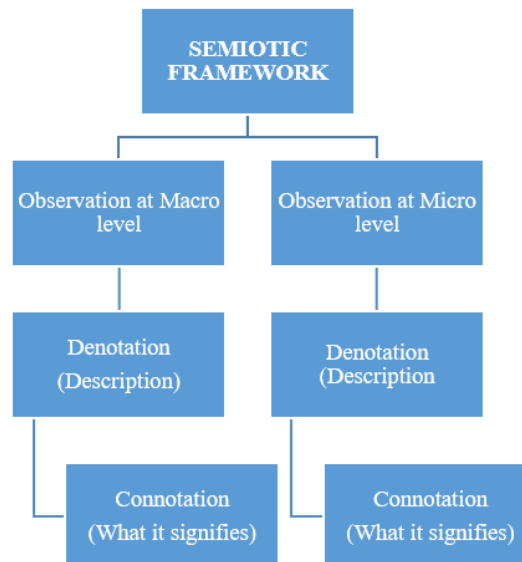 SEMIOTIC
FRAMEWORK
Observation at Macro
level
Observation at Micro
level
Denotation
(Description)
Denotation
(Description
Connotation
(What it signifies)
Connotation
(What it signifies)